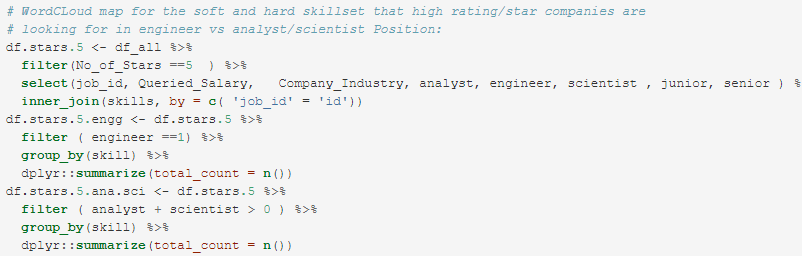 # WordCLoud map for the soft and hard skillset that high rating/star companies are
# looking for in engineer vs analyst/scientist Position:
df.stars.5 <- df_all %>%
  filter(No_of_Stars ==5  ) %>%
  select(job_id, Queried_Salary,   Company_Industry, analyst, engineer, scientist , junior, senior ) %
  inner_join(skills, by = c( 'job_id' = 'id'))
df.stars.5.engg <- df.stars.5 %>%
  filter ( engineer ==1) %>%
  group_by(skill) %>%
  dplyr::summarize(total_count = n())
df.stars.5.ana.sci <- df.stars.5 %>%
  filter ( analyst + scientist > 0 ) %>%
  group_by(skill) %>%
  dplyr::summarize(total_count = n())